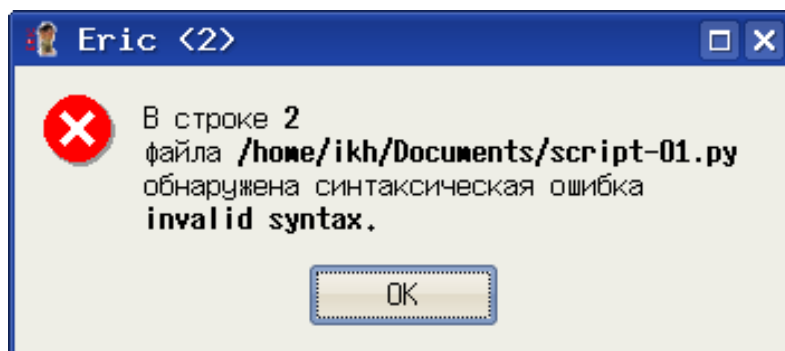 Eric <2>
В строке 2
файла /home/ikh/Documents/script-01.py
обнаружена синтаксическая ошибка
invalid syntax.
OK